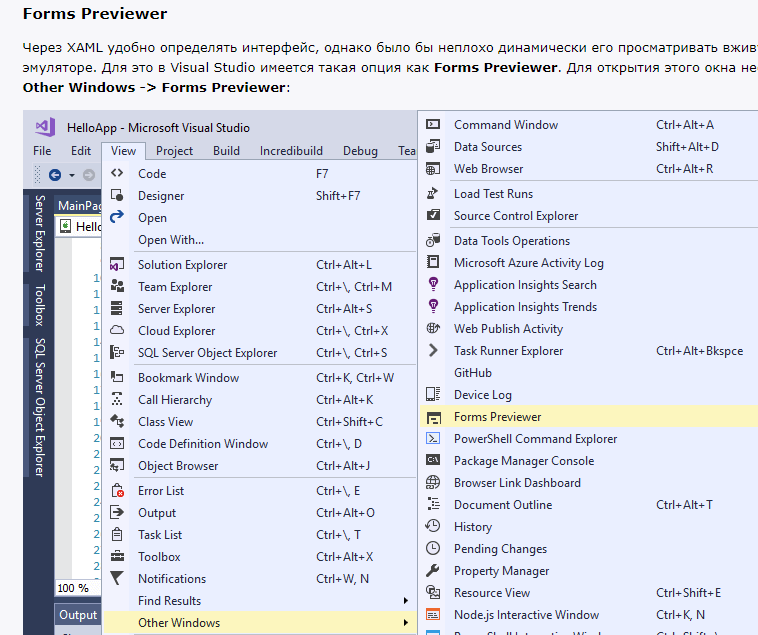 Forms Previewer
Через XAML удобно определять интерфейс, однако было бы неплохо динамически его просматривать
эмуляторе. Для это в Visual Studio имеется такая опция как Forms Previewer. Для открытия этого окна
Other Windows -> Forms Previewer:
HelloApp - Microsoft Visual Studio
File Edit View Project Build Incredibuild Debug
Code F7
Designer Shift+F7
Open
Open With...
Solution Explorer Ctrl+Alt+L
Team Explorer Ctrl+\, Ctrl+M
Server Explorer Ctrl+Alt+S
Cloud Explorer Ctrl+\, Ctrl+X
SQL Server Object Explorer Ctrl+\, Ctrl+S
Bookmark Window Ctrl+K, Ctrl+W
Call Hierarchy Ctrl+Alt+K
Class View Ctrl+Shift+C
Code Definition Window Ctrl+\, D
Object Browser Ctrl+Alt+J
Error List Ctrl+\, E
Output Ctrl+Alt+O
Task List Ctrl+\, T
Toolbox Ctrl+Alt+X
Notifications Ctrl+W, N
Find Results
Other Windows
Command Window Ctrl+Alt+A
Data Sources Shift+Alt+D
Web Browser Ctrl+Alt+R
Load Test Runs
Source Control Explorer
Data Tools Operations
Microsoft Azure Activity Log
Application Insights Search
Application Insights Trends
Web Publish Activity
Task Runner Explorer Ctrl+Alt+Bkspce
GitHub
Device Log
Forms Previewer
PowerShell Command Explorer
Package Manager Console
Browser Link Dashboard
Document Outline Ctrl+Alt+T
History
Pending Changes
Property Manager
Resource View Ctrl+Shift+E
Node.js Interactive Window Ctrl+K, N
Server Explorer
Toolbox
SQL Server Object Explorer
100 %
Output